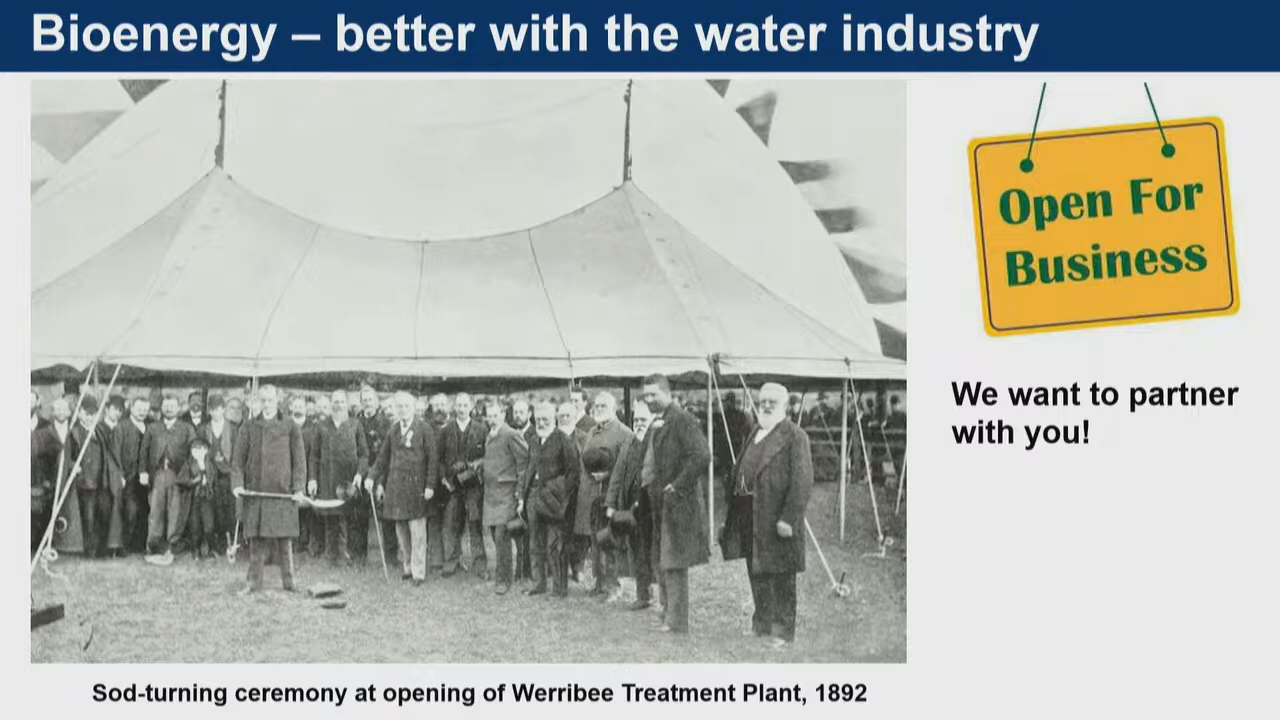 Bioenergy – better with the water industry
Open For
Business
We want to partner
with you!
Sod-turning ceremony at opening of Werribee Treatment Plant, 1892